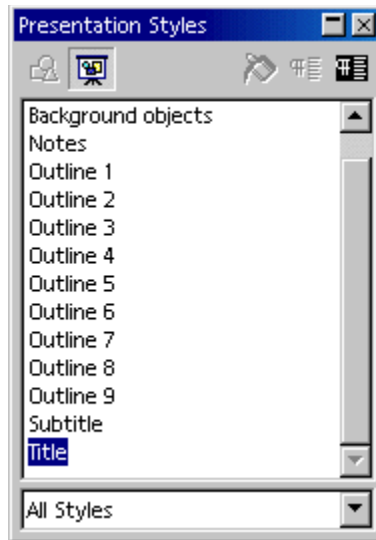 Presentation Styles
Background objects
Notes
Outline 1
Outline 2
Outline 3
Outline 4
Outline 5
Outline 6
Outline 7
Outline 8
Outline 9
Subtitle
Title
All Styles